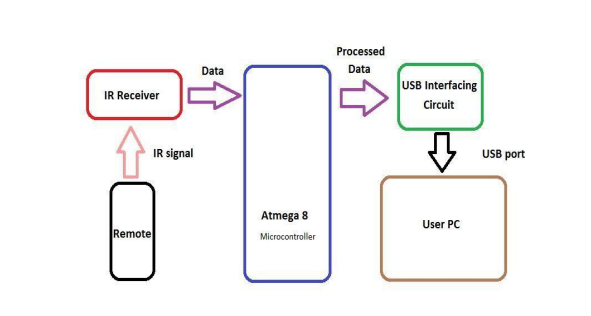 Processed
Data
Data
IR Receiver
USB Interfacing
Circuit
IR signal
USB port
Remote
Atmega 8
Microcontroller
User PC